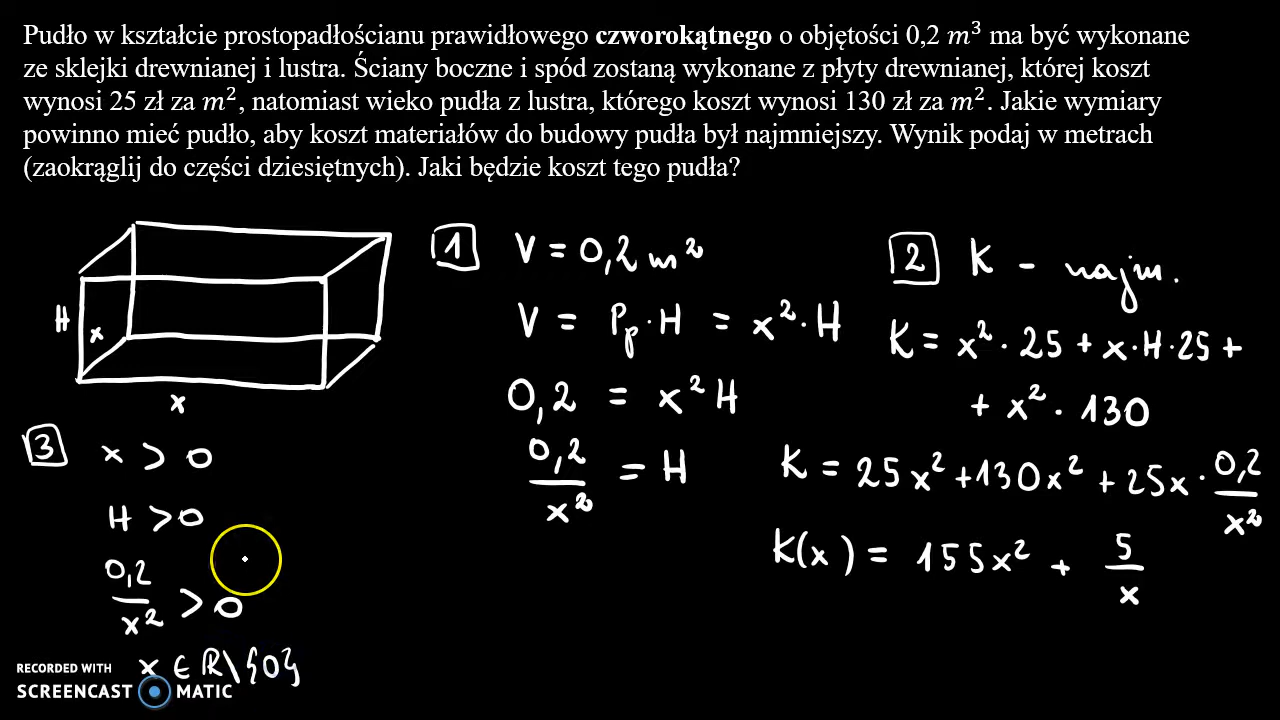 Pudło w kształcie prostopadłościanu prawidłowego czworokątnego o objętości 0,2 m³ ma być wykonane
ze sklejki drewnianej i lustra. Ściany boczne i spód zostaną wykonane z płyty drewnianej, której koszt
wynosi 25 zł za m², natomiast wieko pudła z lustra, którego koszt wynosi 130 zł za m². Jakie wymiary
powinno mieć pudło, aby koszt materiałów do budowy pudła był najmniejszy. Wynik podaj w metrach
(zaokrąglij do części dziesiętnych). Jaki będzie koszt tego pudła?
H
x
x
1 V = 0,2 m²
V = Pp · H = x² · H
0,2 = x² H
0,2/x² = H
2 K - najm.
K = x² · 25 + x · H · 25 +
+ x² · 130
K = 25x² + 130x² + 25x · 0,2/x²
K(x) = 155x² + 5/x
3 x > 0
H > 0
0,2/x² > 0
x ∈ R\{0}
RECORDED WITH
SCREENCAST MATIC